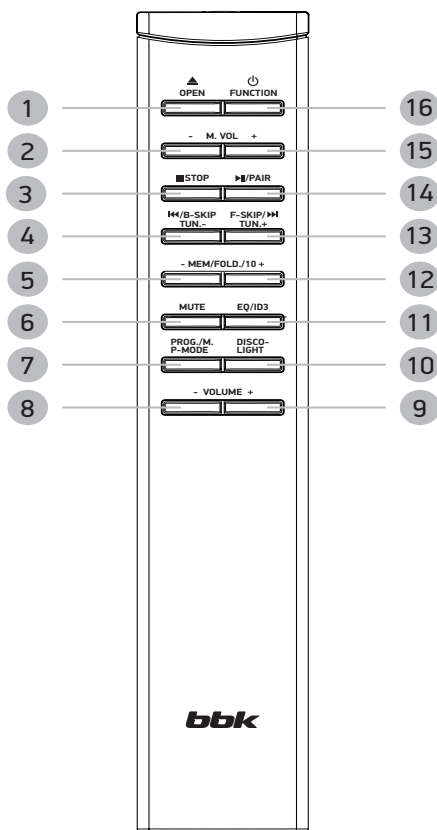 OPEN FUNCTION
1 16
- M. VOL +
2 15
STOP /PAIR
3 14
/B-SKIP F-SKIP/
TUN.- TUN.+
4 13
- MEM/FOLD./10 +
5 12
MUTE EQ/ID3
6 11
PROG./M. DISCO-
P-MODE LIGHT
7 10
- VOLUME +
8 9
bbk